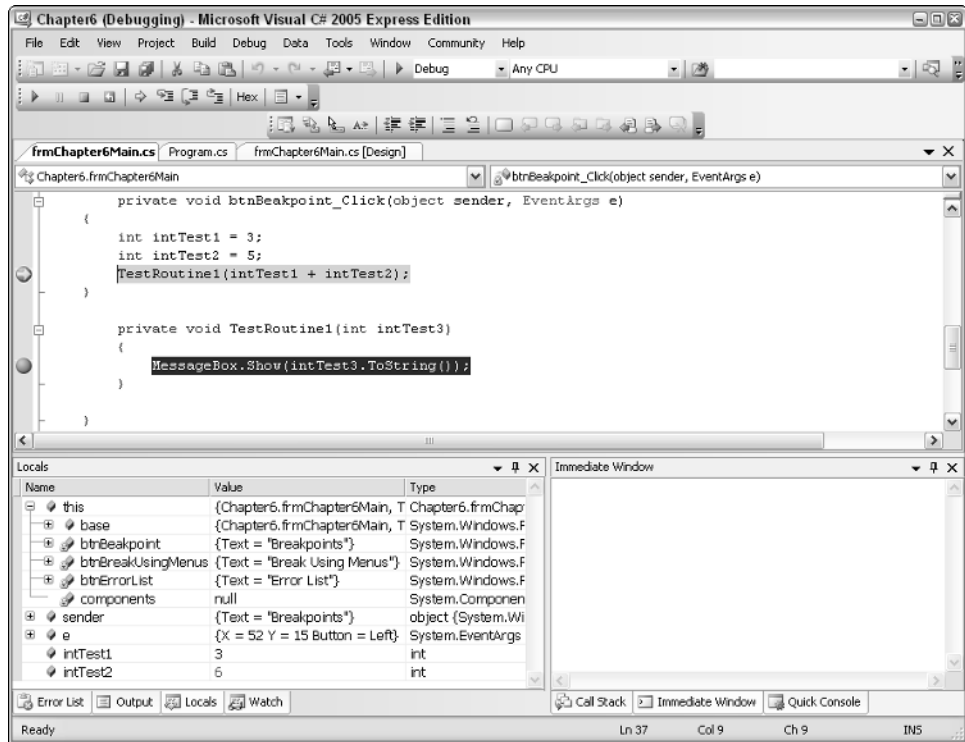 Chapter6 (Debugging) - Microsoft Visual C# 2005 Express Edition
File Edit View Project Build Debug Data Tools Window Community Help
Debug Any CPU
Hex
frmChapter6Main.cs Program.cs frmChapter6Main.cs [Design]
Chapter6.frmChapter6Main btnBeakpoint_Click(object sender, EventArgs e)
private void btnBeakpoint_Click(object sender, EventArgs e)
{
int intTest1 = 3;
int intTest2 = 5;
TestRoutine1(intTest1 + intTest2);
}
private void TestRoutine1(int intTest3)
{
MessageBox.Show(intTest3.ToString());
}
}
Locals Immediate Window
Name Value Type
this {Chapter6.frmChapter6Main, T Chapter6.frmChap
base {Chapter6.frmChapter6Main, T System.Windows.F
btnBeakpoint {Text = "Breakpoints"} System.Windows.F
btnBreakUsingMenus {Text = "Break Using Menus"} System.Windows.F
btnErrorList {Text = "Error List"} System.Windows.F
components null System.Componen
sender {Text = "Breakpoints"} object {System.Wi
e {X = 52 Y = 15 Button = Left} System.EventArgs
intTest1 3 int
intTest2 6 int
Error List Output Locals Watch Call Stack Immediate Window Quick Console
Ready Ln 37 Col 9 Ch 9 INS